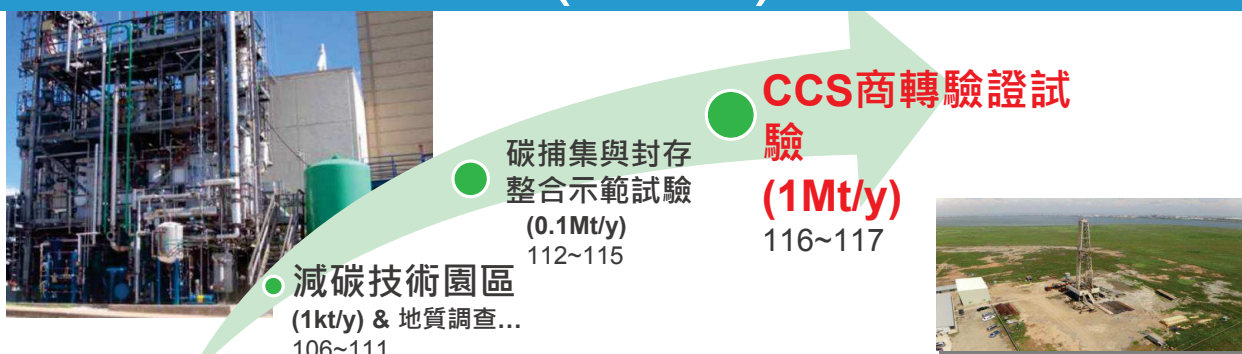 CCS商轉驗證試
驗
(1Mt/y)
116~117
碳捕集與封存
整合示範試驗
(0.1Mt/y)
112~115
減碳技術園區
(1kt/y) & 地質調查...
106~111